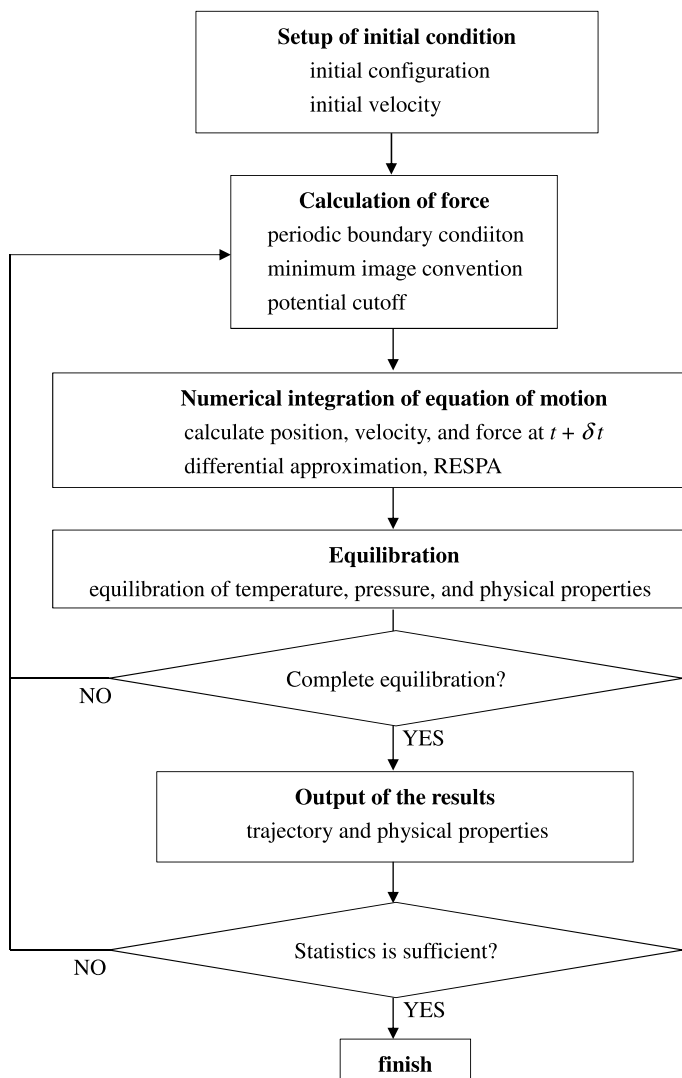 Setup of initial condition
initial configuration
initial velocity
Calculation of force
periodic boundary condiiton
minimum image convention
potential cutoff
Numerical integration of equation of motion
calculate position, velocity, and force at t + δt
differential approximation, RESPA
Equilibration
equilibration of temperature, pressure, and physical properties
Complete equilibration?
NO
YES
Output of the results
trajectory and physical properties
Statistics is sufficient?
NO
YES
finish